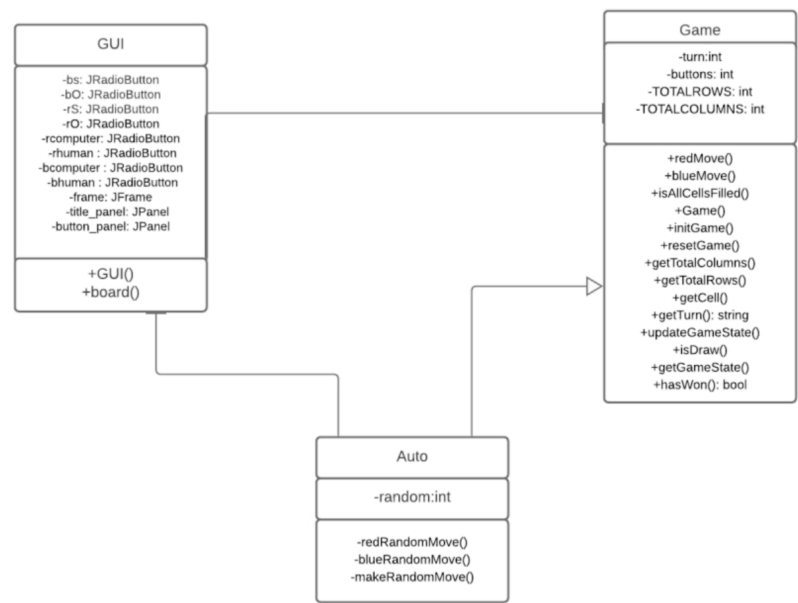 GUI
-bs: JRadioButton
-bO: JRadioButton
-rS: JRadioButton
-rO: JRadioButton
-rcomputer: JRadioButton
-rhuman : JRadioButton
-bcomputer : JRadioButton
-bhuman : JRadioButton
-frame: JFrame
-title_panel: JPanel
-button_panel: JPanel
+GUI()
+board()
Game
-turn:int
-buttons: int
-TOTALROWS: int
-TOTALCOLUMNS: int
+redMove()
+blueMove()
+isAllCellsFilled()
+Game()
+initGame()
+resetGame()
+getTotalColumns()
+getTotalRows()
+getCell()
+getTurn(): string
+updateGameState()
+isDraw()
+getGameState()
+hasWon(): bool
Auto
-random:int
-redRandomMove()
-blueRandomMove()
-makeRandomMove()